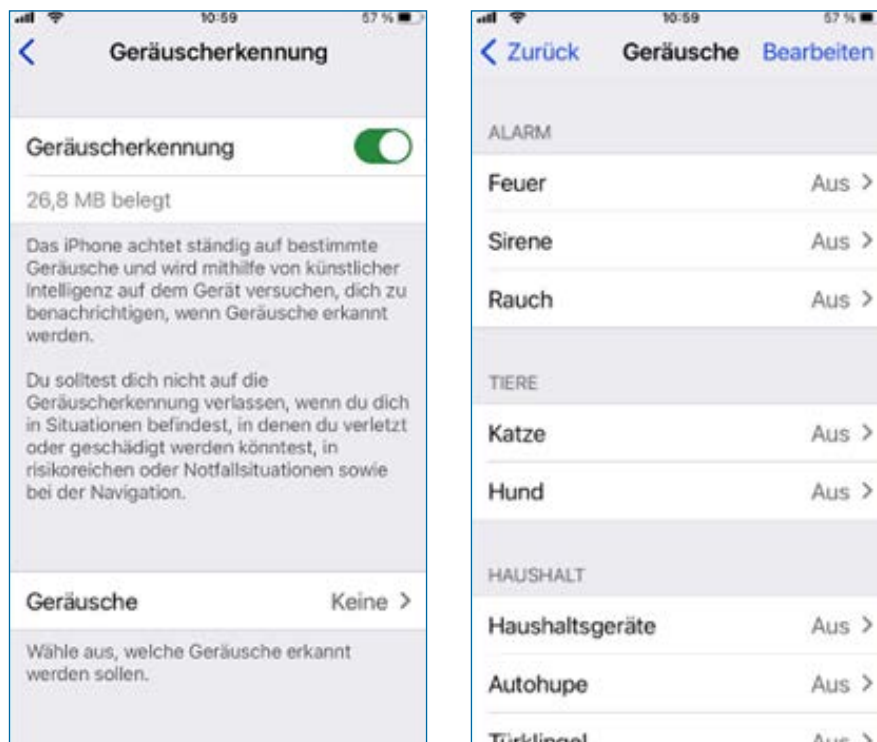 10:59
57 %
Geräuscherkennung
Geräuscherkennung
26,8 MB belegt
Das iPhone achtet ständig auf bestimmte
Geräusche und wird mithilfe von künstlicher
Intelligenz auf dem Gerät versuchen, dich zu
benachrichtigen, wenn Geräusche erkannt
werden.
Du solltest dich nicht auf die
Geräuscherkennung verlassen, wenn du dich
in Situationen befindest, in denen du verletzt
oder geschädigt werden könntest, in
risikoreichen oder Notfallsituationen sowie
bei der Navigation.
Geräusche Keine
Wähle aus, welche Geräusche erkannt
werden sollen.
10:59
57 %
Zurück Geräusche Bearbeiten
ALARM
Feuer Aus
Sirene Aus
Rauch Aus
TIERE
Katze Aus
Hund Aus
HAUSHALT
Haushaltsgeräte Aus
Autohupe Aus
Türklingel Aus